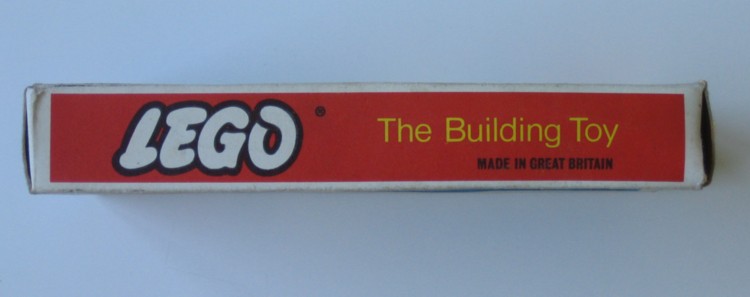 LEGO®
The Building Toy
MADE IN GREAT BRITAIN